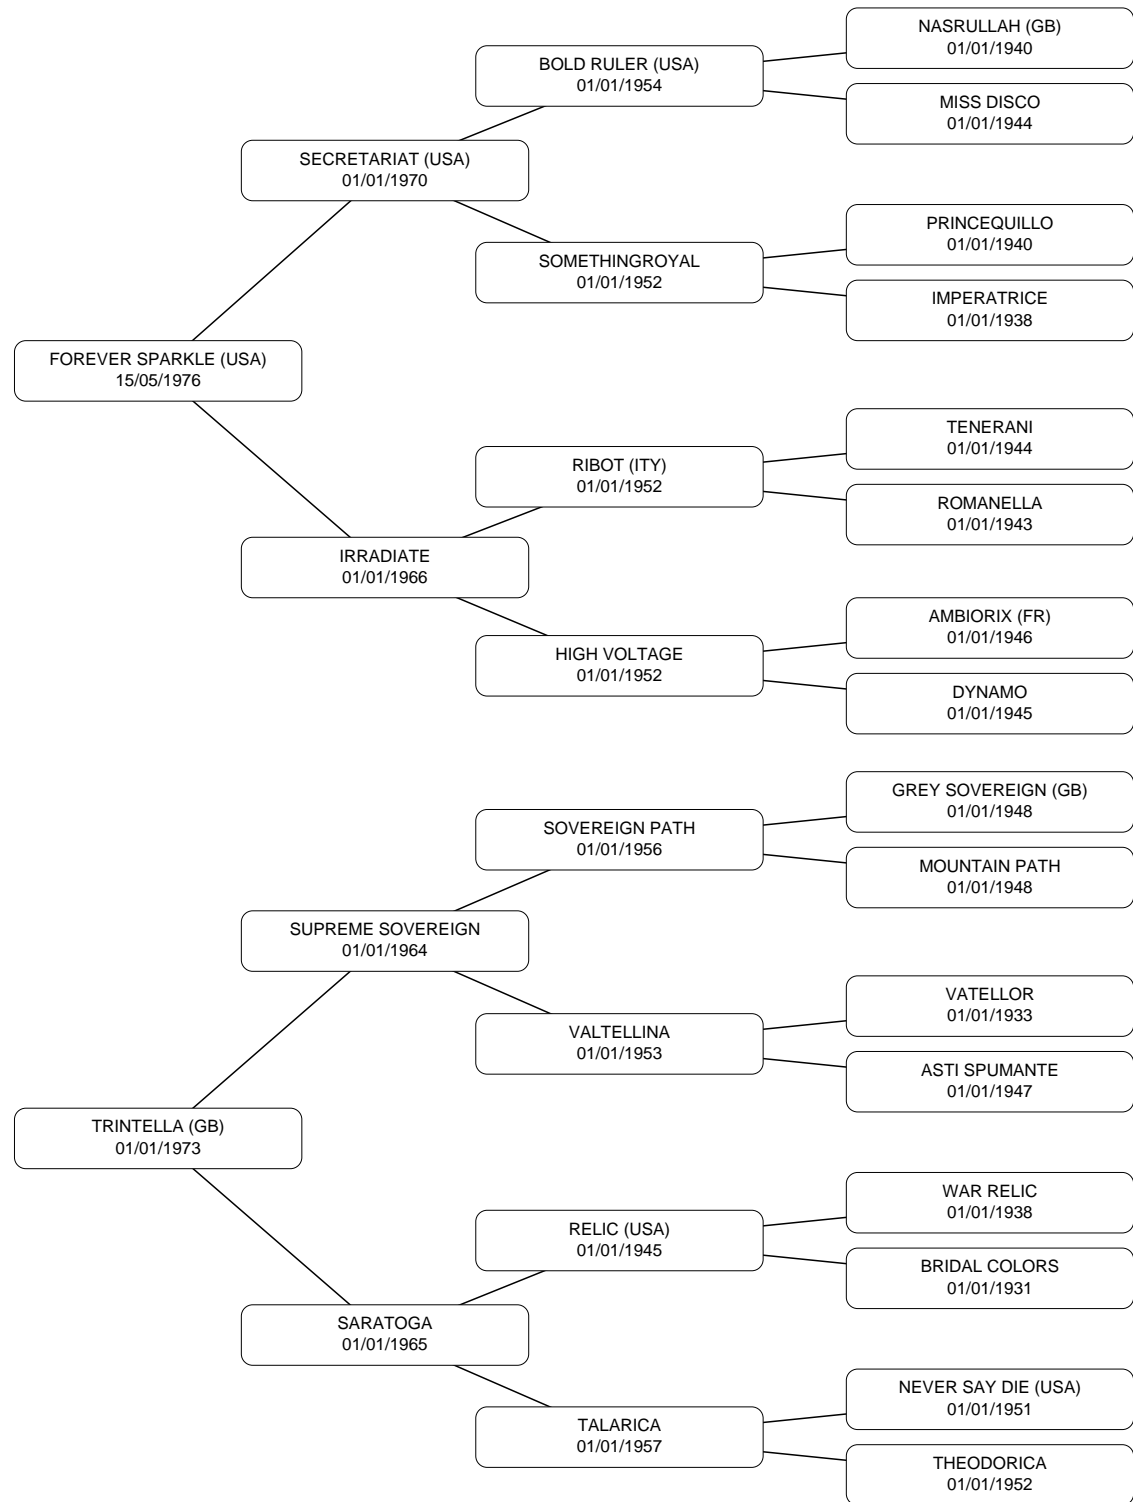 NASRULLAH (GB)
01/01/1940
BOLD RULER (USA)
01/01/1954
MISS DISCO
01/01/1944
SECRETARIAT (USA)
01/01/1970
PRINCEQUILLO
01/01/1940
SOMETHINGROYAL
01/01/1952
IMPERATRICE
01/01/1938
FOREVER SPARKLE (USA)
15/05/1976
TENERANI
01/01/1944
RIBOT (ITY)
01/01/1952
ROMANELLA
01/01/1943
IRRADIATE
01/01/1966
AMBIORIX (FR)
01/01/1946
HIGH VOLTAGE
01/01/1952
DYNAMO
01/01/1945
GREY SOVEREIGN (GB)
01/01/1948
SOVEREIGN PATH
01/01/1956
MOUNTAIN PATH
01/01/1948
SUPREME SOVEREIGN
01/01/1964
VATELLOR
01/01/1933
VALTELLINA
01/01/1953
ASTI SPUMANTE
01/01/1947
TRINTELLA (GB)
01/01/1973
WAR RELIC
01/01/1938
RELIC (USA)
01/01/1945
BRIDAL COLORS
01/01/1931
SARATOGA
01/01/1965
NEVER SAY DIE (USA)
01/01/1951
TALARICA
01/01/1957
THEODORICA
01/01/1952